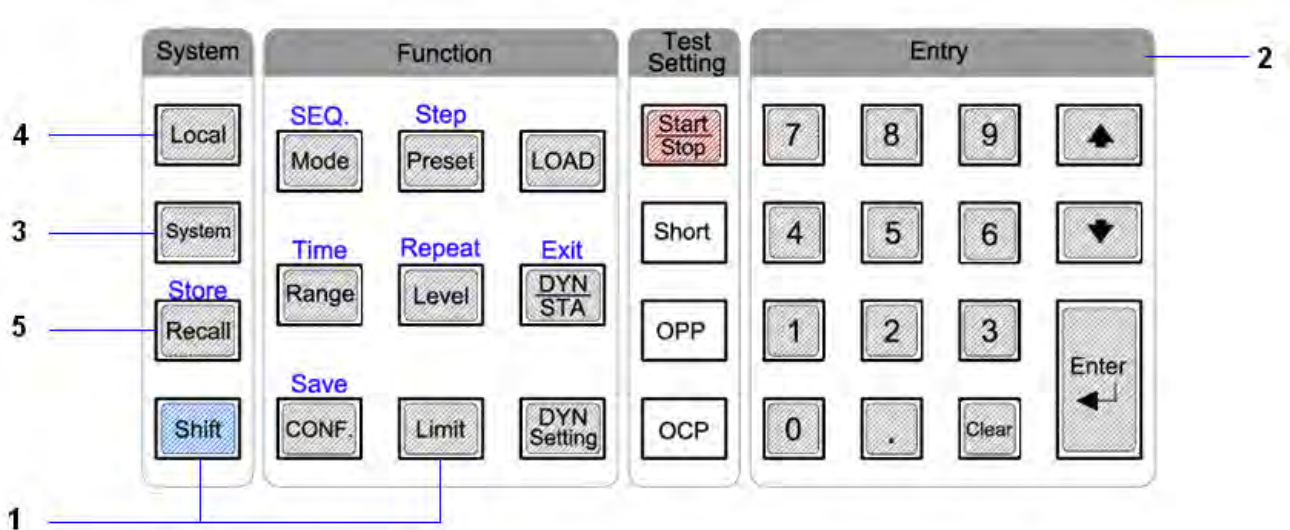 System
Function
Test
Setting
Entry
2
4
Local
SEQ.
Mode
Step
Preset
LOAD
Start
Stop
7
8
9
3
System
Time
Range
Repeat
Level
Exit
DYN
STA
Short
4
5
6
5
Store
Recall
OPP
1
2
3
Enter
Shift
Save
CONF.
Limit
DYN
Setting
OCP
0
.
Clear
1